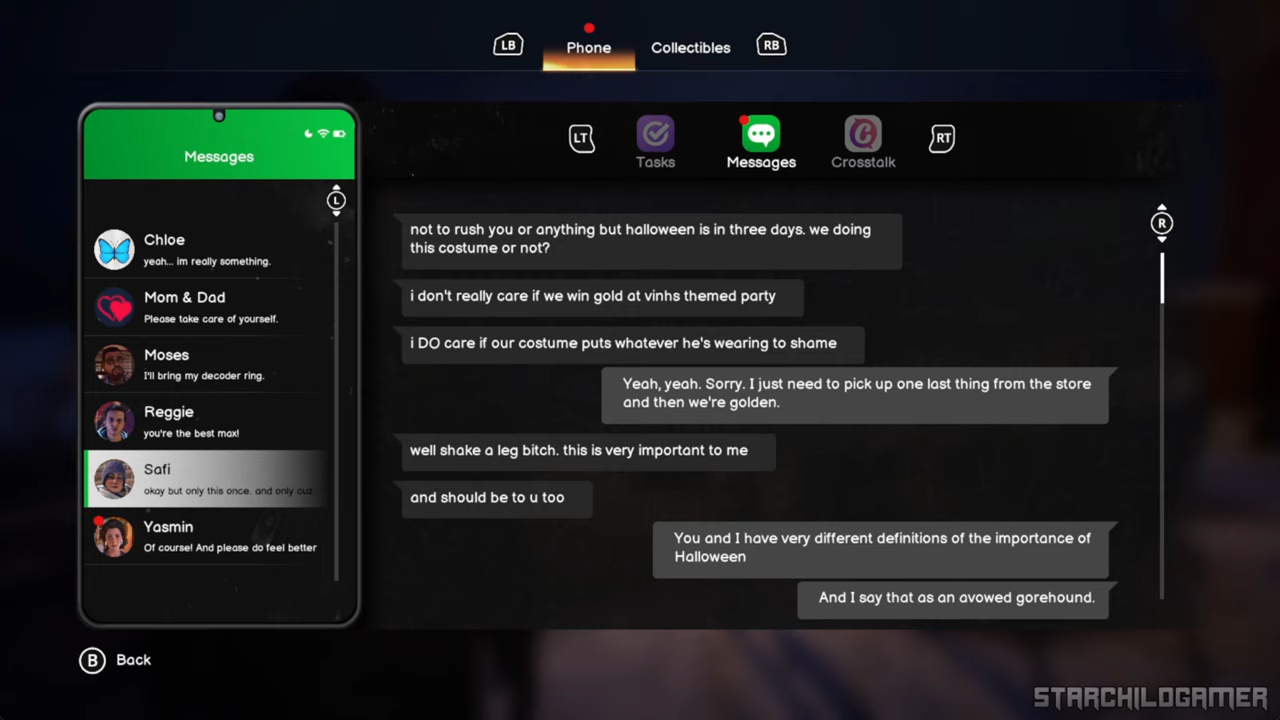 LB
Phone
Collectibles
RB
Messages
L
Chloe
yeah... im really something.
Mom & Dad
Please take care of yourself.
Moses
I'll bring my decoder ring.
Reggie
you're the best max!
Safi
okay but only this once. and only cuz
Yasmin
Of course! And please do feel better
LT
Tasks
Messages
Crosstalk
RT
R
not to rush you or anything but halloween is in three days. we doing
this costume or not?
i don't really care if we win gold at vinhs themed party
i DO care if our costume puts whatever he's wearing to shame
Yeah, yeah. Sorry. I just need to pick up one last thing from the store
and then we're golden.
well shake a leg bitch. this is very important to me
and should be to u too
You and I have very different definitions of the importance of
Halloween
And I say that as an avowed gorehound.
B Back
STARCHILDGAMER